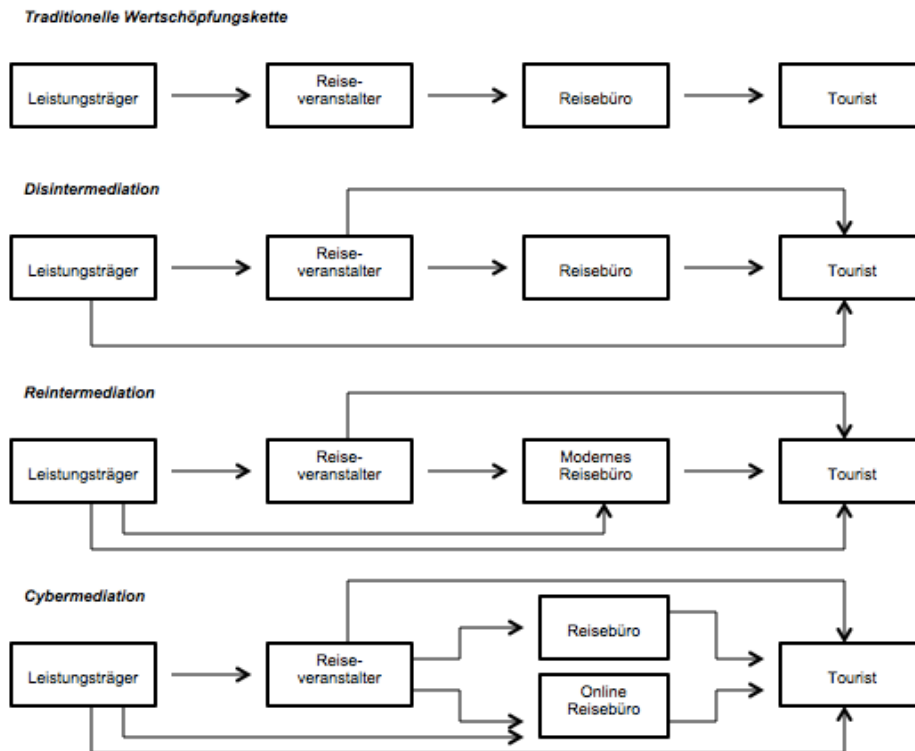 Traditionelle Wertschöpfungskette
Leistungsträger
Reise-
veranstalter
Reisebüro
Tourist
Disintermediation
Leistungsträger
Reise-
veranstalter
Reisebüro
Tourist
Reintermediation
Leistungsträger
Reise-
veranstalter
Modernes
Reisebüro
Tourist
Cybermediation
Leistungsträger
Reise-
veranstalter
Reisebüro
Online
Reisebüro
Tourist